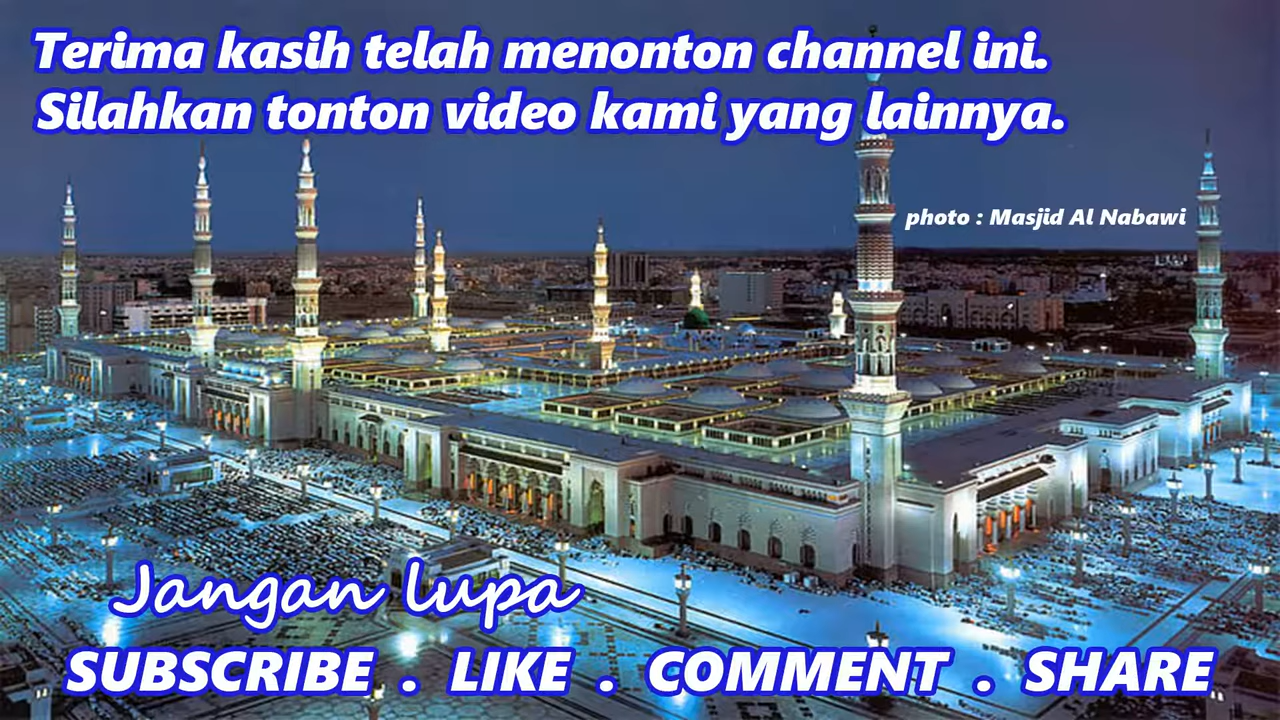 Terima kasih telah menonton channel ini.
Silahkan tonton video kami yang lainnya.
photo : Masjid Al Nabawi
Jangan lupa
SUBSCRIBE . LIKE . COMMENT . SHARE